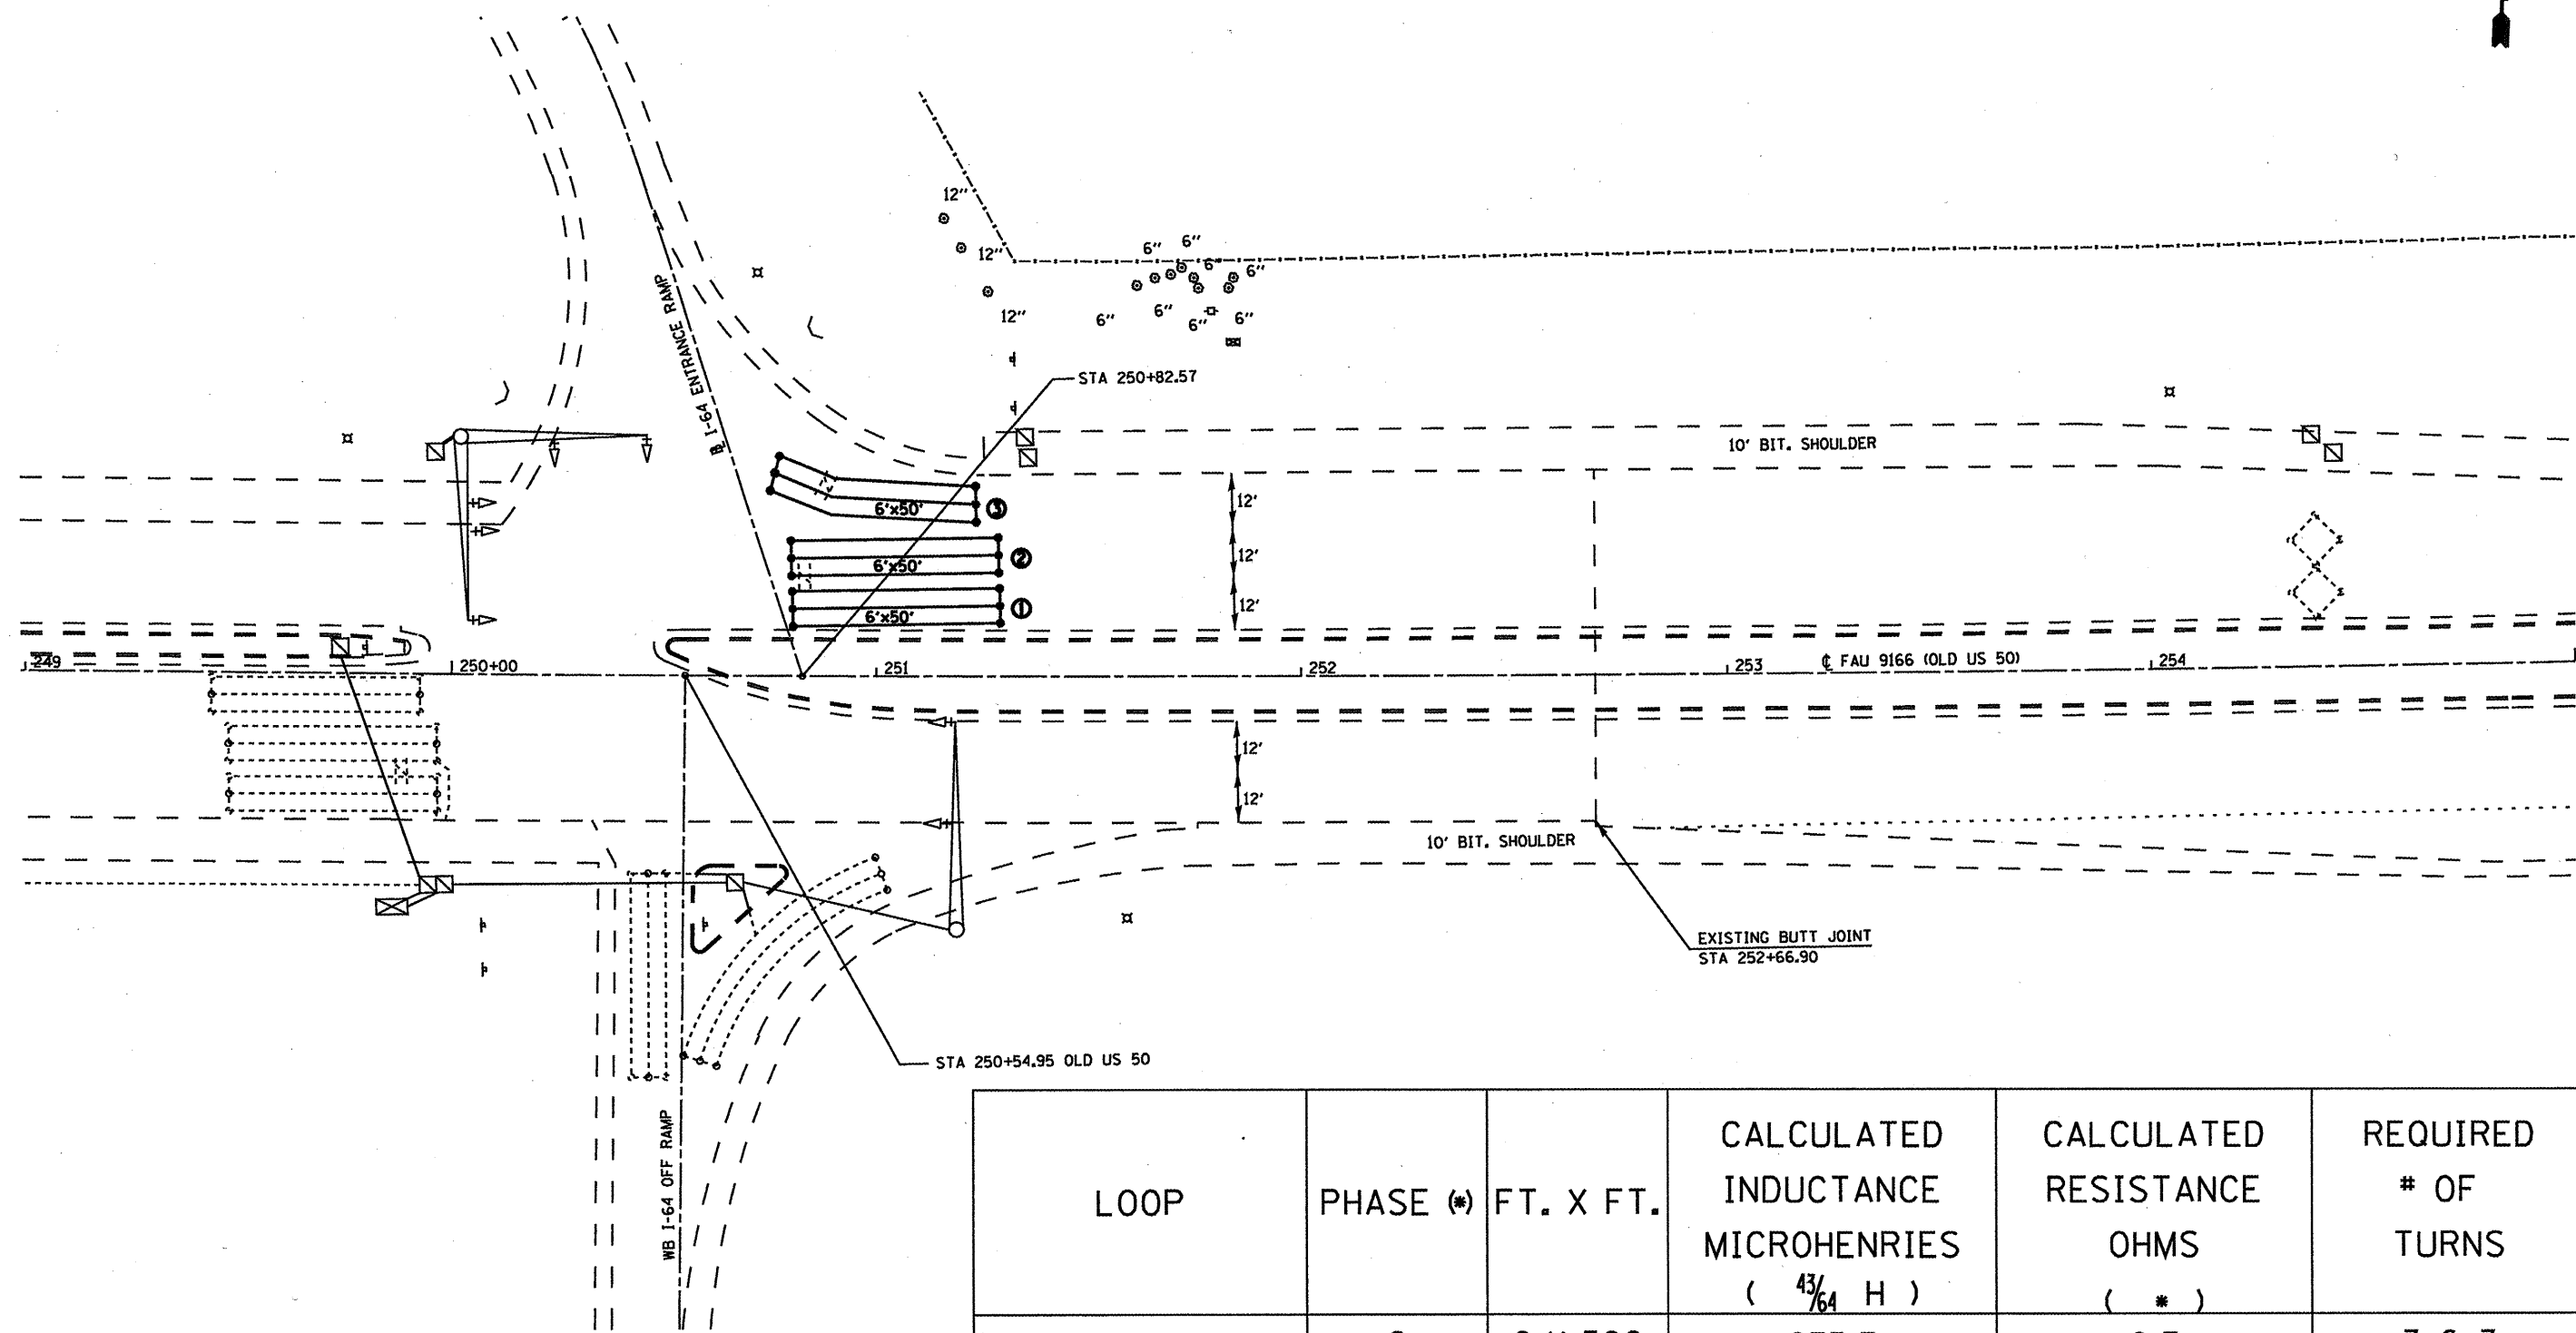 12"
12"
12"
6"
6"
6"
6"
6"
6"
6"
6"
STA 250+82.57
℄ I-64 ENTRANCE RAMP
10' BIT. SHOULDER
6'x50'
3
12'
6'x50'
2
12'
6'x50'
1
12'
249
250+00
251
252
253
℄ FAU 9166 (OLD US 50)
254
12'
12'
10' BIT. SHOULDER
EXISTING BUTT JOINT
STA 252+66.90
STA 250+54.95 OLD US 50
WB I-64 OFF RAMP
LOOP
PHASE (*)
FT. X FT.
CALCULATED
INDUCTANCE
MICROHENRIES
( 43/64 H )
CALCULATED
RESISTANCE
OHMS
( * )
REQUIRED
# OF
TURNS